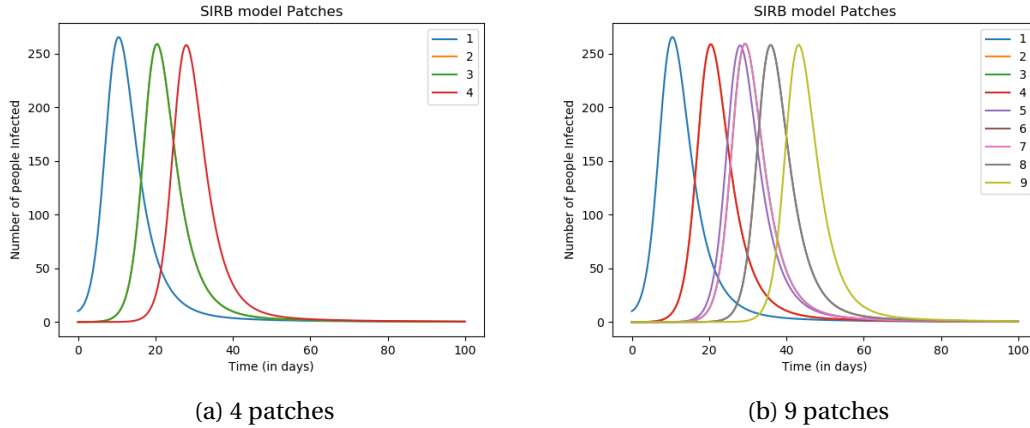 SIRB model Patches
Number of people Infected
250
200
150
100
50
0
0 20 40 60 80 100
Time (in days)
1
2
3
4
(a) 4 patches
SIRB model Patches
Number of people Infected
250
200
150
100
50
0
0 20 40 60 80 100
Time (in days)
1
2
3
4
5
6
7
8
9
(b) 9 patches